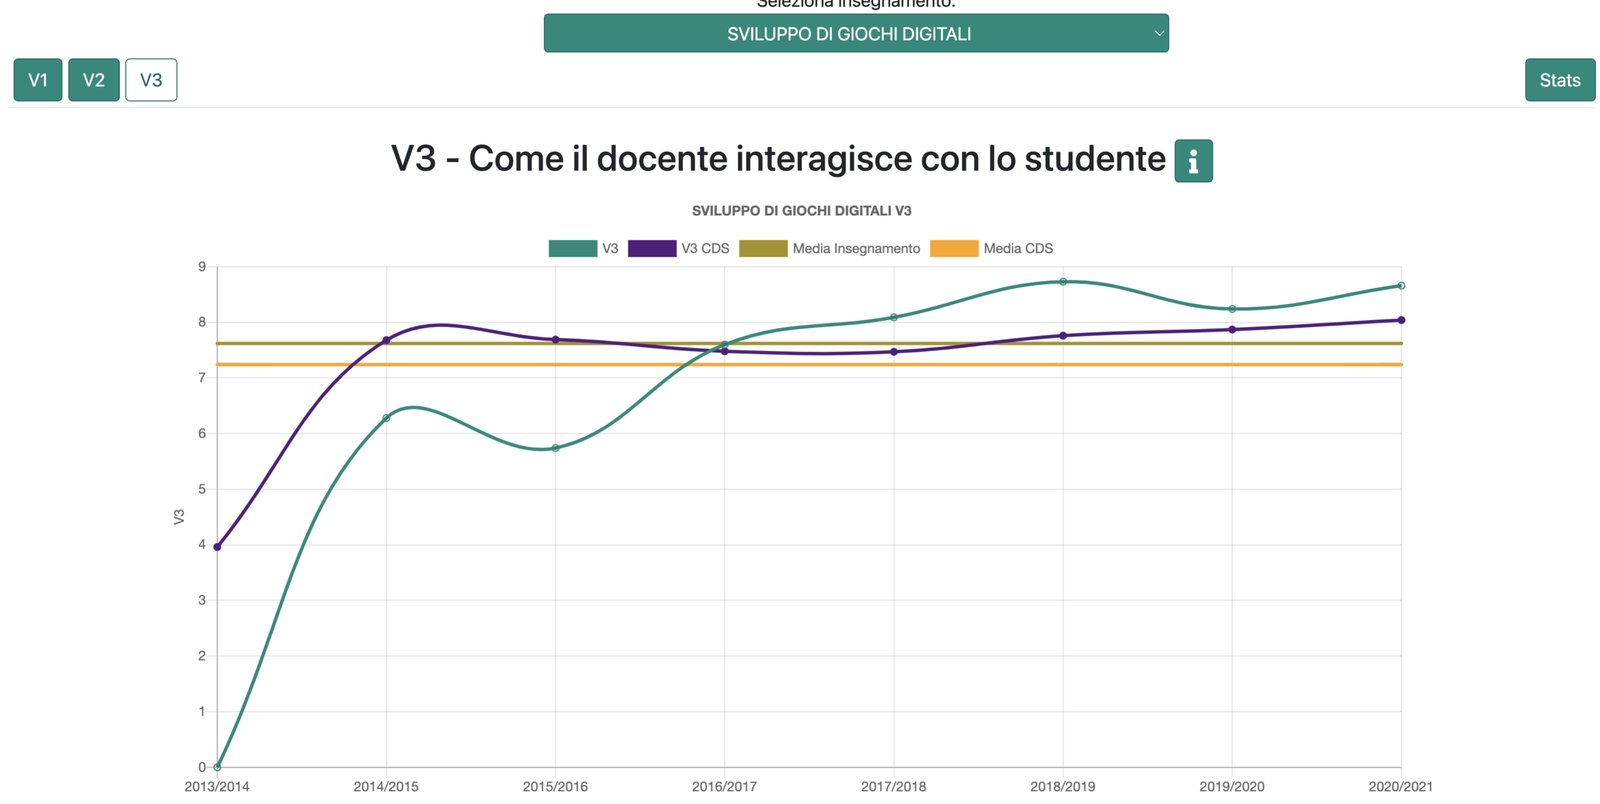 Seleziona insegnamento:
SVILUPPO DI GIOCHI DIGITALI
V1 V2 V3 Stats
V3 - Come il docente interagisce con lo studente
SVILUPPO DI GIOCHI DIGITALI V3
V3 V3 CDS Media Insegnamento Media CDS
9
8
7
6
5
4
3
2
1
0
V3
2013/2014 2014/2015 2015/2016 2016/2017 2017/2018 2018/2019 2019/2020 2020/2021